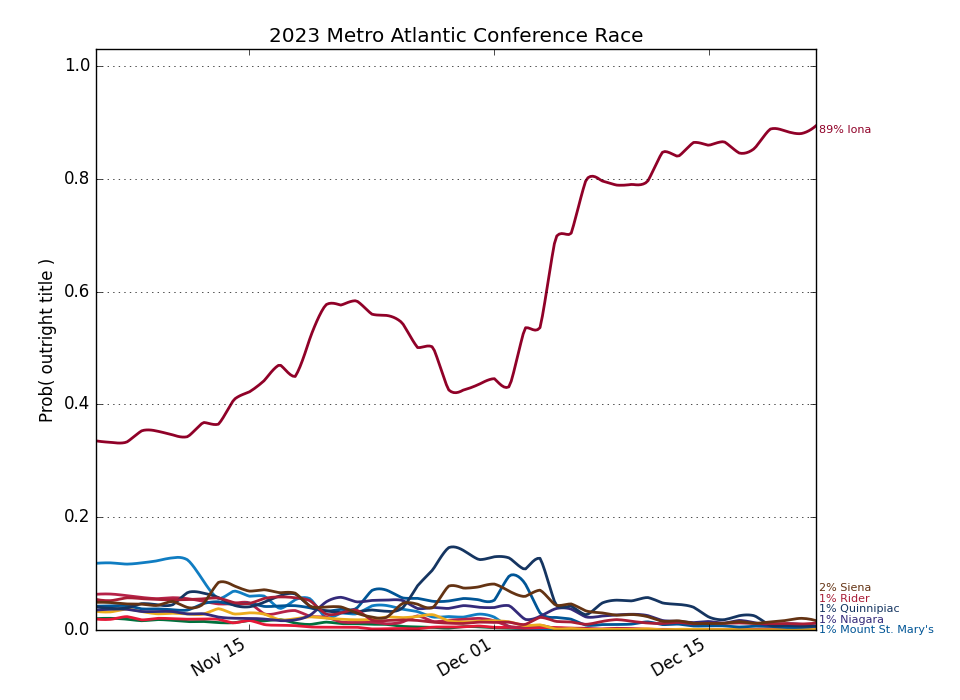 2023 Metro Atlantic Conference Race
Prob( outright title )
1.0
0.8
0.6
0.4
0.2
0.0
Nov 15
Dec 01
Dec 15
89% Iona
2% Siena
1% Rider
1% Quinnipiac
1% Niagara
1% Mount St. Mary's